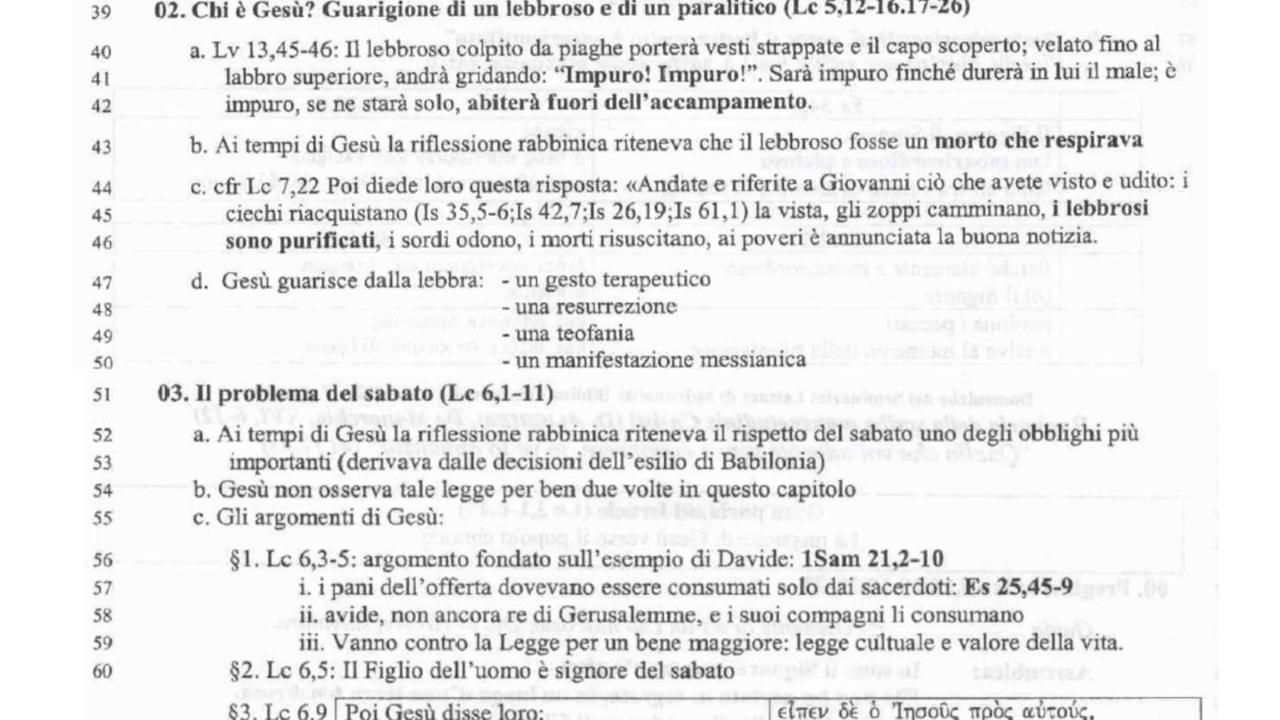 39 02. Chi è Gesù? Guarigione di un lebbroso e di un paralitico (Lc 5,12-16.17-26)
40 a. Lv 13,45-46: Il lebbroso colpito da piaghe porterà vesti strappate e il capo scoperto; velato fino al
41 labbro superiore, andrà gridando: “Impuro! Impuro!”. Sarà impuro finché durerà in lui il male; è
42 impuro, se ne starà solo, abiterà fuori dell’accampamento.
43 b. Ai tempi di Gesù la riflessione rabbinica riteneva che il lebbroso fosse un morto che respirava
44 c. cfr Lc 7,22 Poi diede loro questa risposta: «Andate e riferite a Giovanni ciò che avete visto e udito: i
45 ciechi riacquistano (Is 35,5-6;Is 42,7;Is 26,19;Is 61,1) la vista, gli zoppi camminano, i lebbrosi
46 sono purificati, i sordi odono, i morti risuscitano, ai poveri è annunciata la buona notizia.
47 d. Gesù guarisce dalla lebbra: - un gesto terapeutico
48 - una resurrezione
49 - una teofania
50 - un manifestazione messianica
51 03. Il problema del sabato (Lc 6,1-11)
52 a. Ai tempi di Gesù la riflessione rabbinica riteneva il rispetto del sabato uno degli obblighi più
53 importanti (derivava dalle decisioni dell’esilio di Babilonia)
54 b. Gesù non osserva tale legge per ben due volte in questo capitolo
55 c. Gli argomenti di Gesù:
56 §1. Lc 6,3-5: argomento fondato sull’esempio di Davide: 1Sam 21,2-10
57 i. i pani dell’offerta dovevano essere consumati solo dai sacerdoti: Es 25,45-9
58 ii. avide, non ancora re di Gerusalemme, e i suoi compagni li consumano
59 iii. Vanno contro la Legge per un bene maggiore: legge cultuale e valore della vita.
60 §2. Lc 6,5: Il Figlio dell’uomo è signore del sabato
§3. Lc 6,9 Poi Gesù disse loro: εἶπεν δὲ ὁ Ἰησοῦς πρὸς αὐτούς,